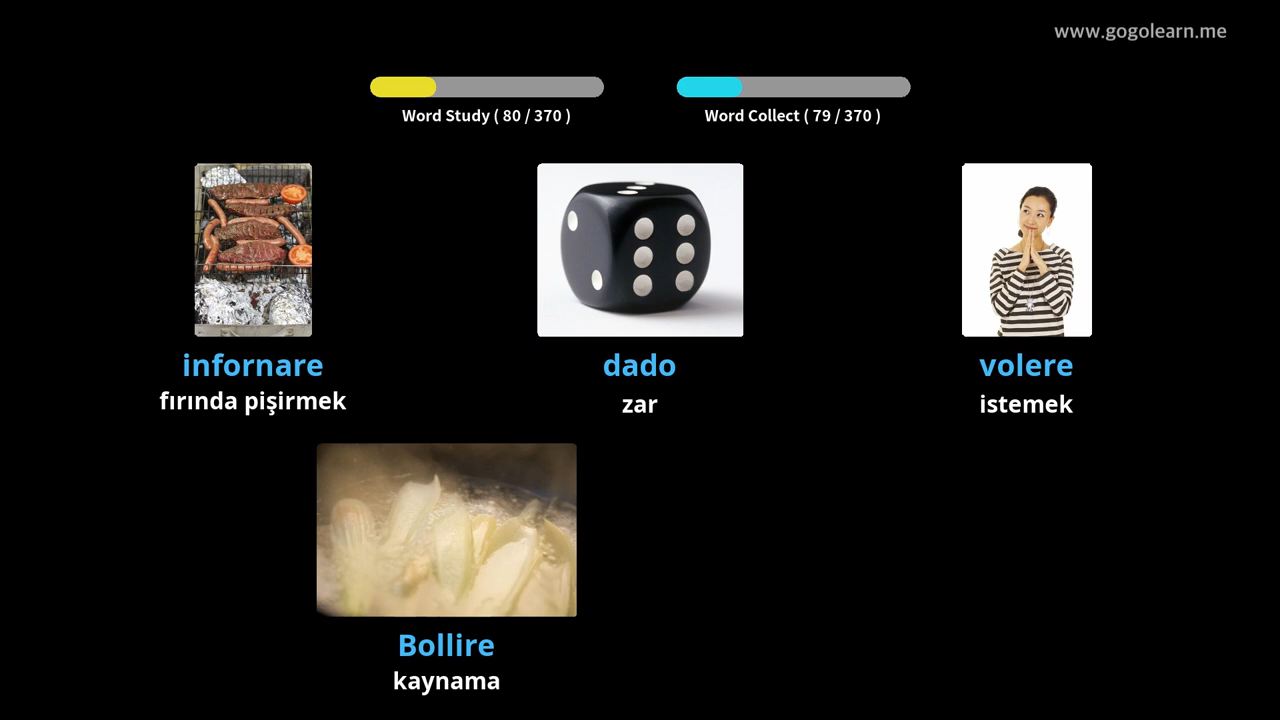 www.gogolearn.me
Word Study ( 80 / 370 )
Word Collect ( 79 / 370 )
infornare
fırında pişirmek
dado
zar
volere
istemek
Bollire
kaynama